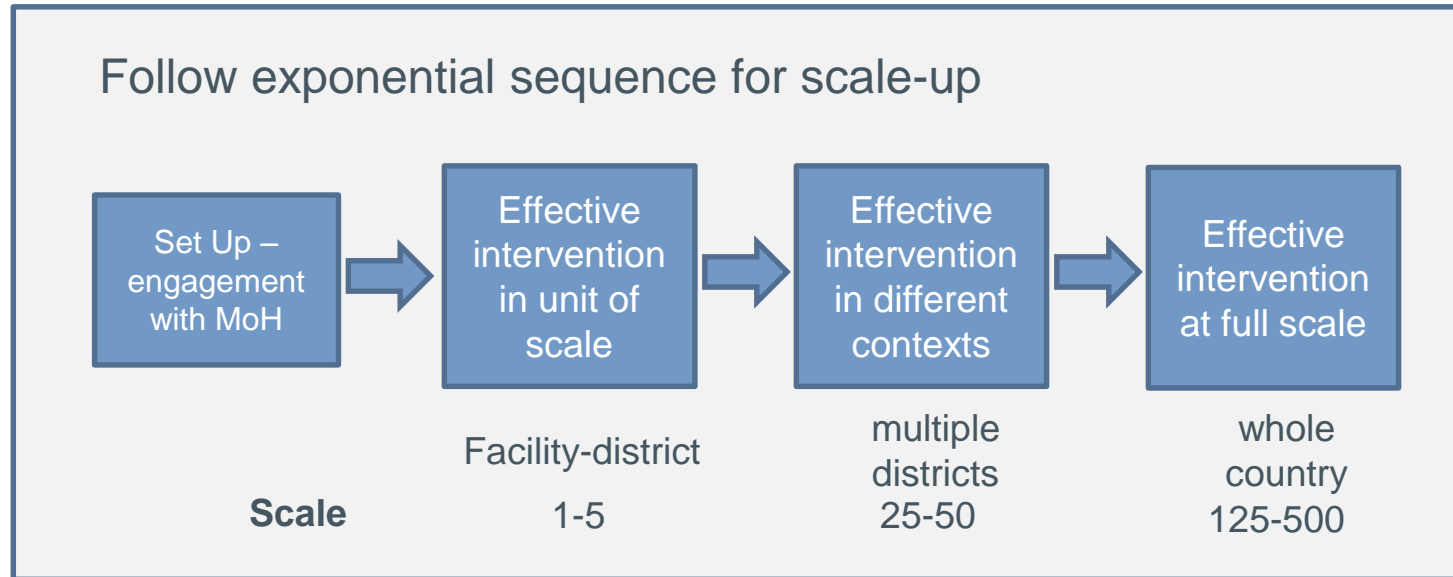 Follow exponential sequence for scale-up
Set Up –
engagement
with MoH
Effective
intervention
in unit of
scale
Effective
intervention
in different
contexts
Effective
intervention
at full scale
Facility-district
multiple
districts
whole
country
Scale
1-5
25-50
125-500